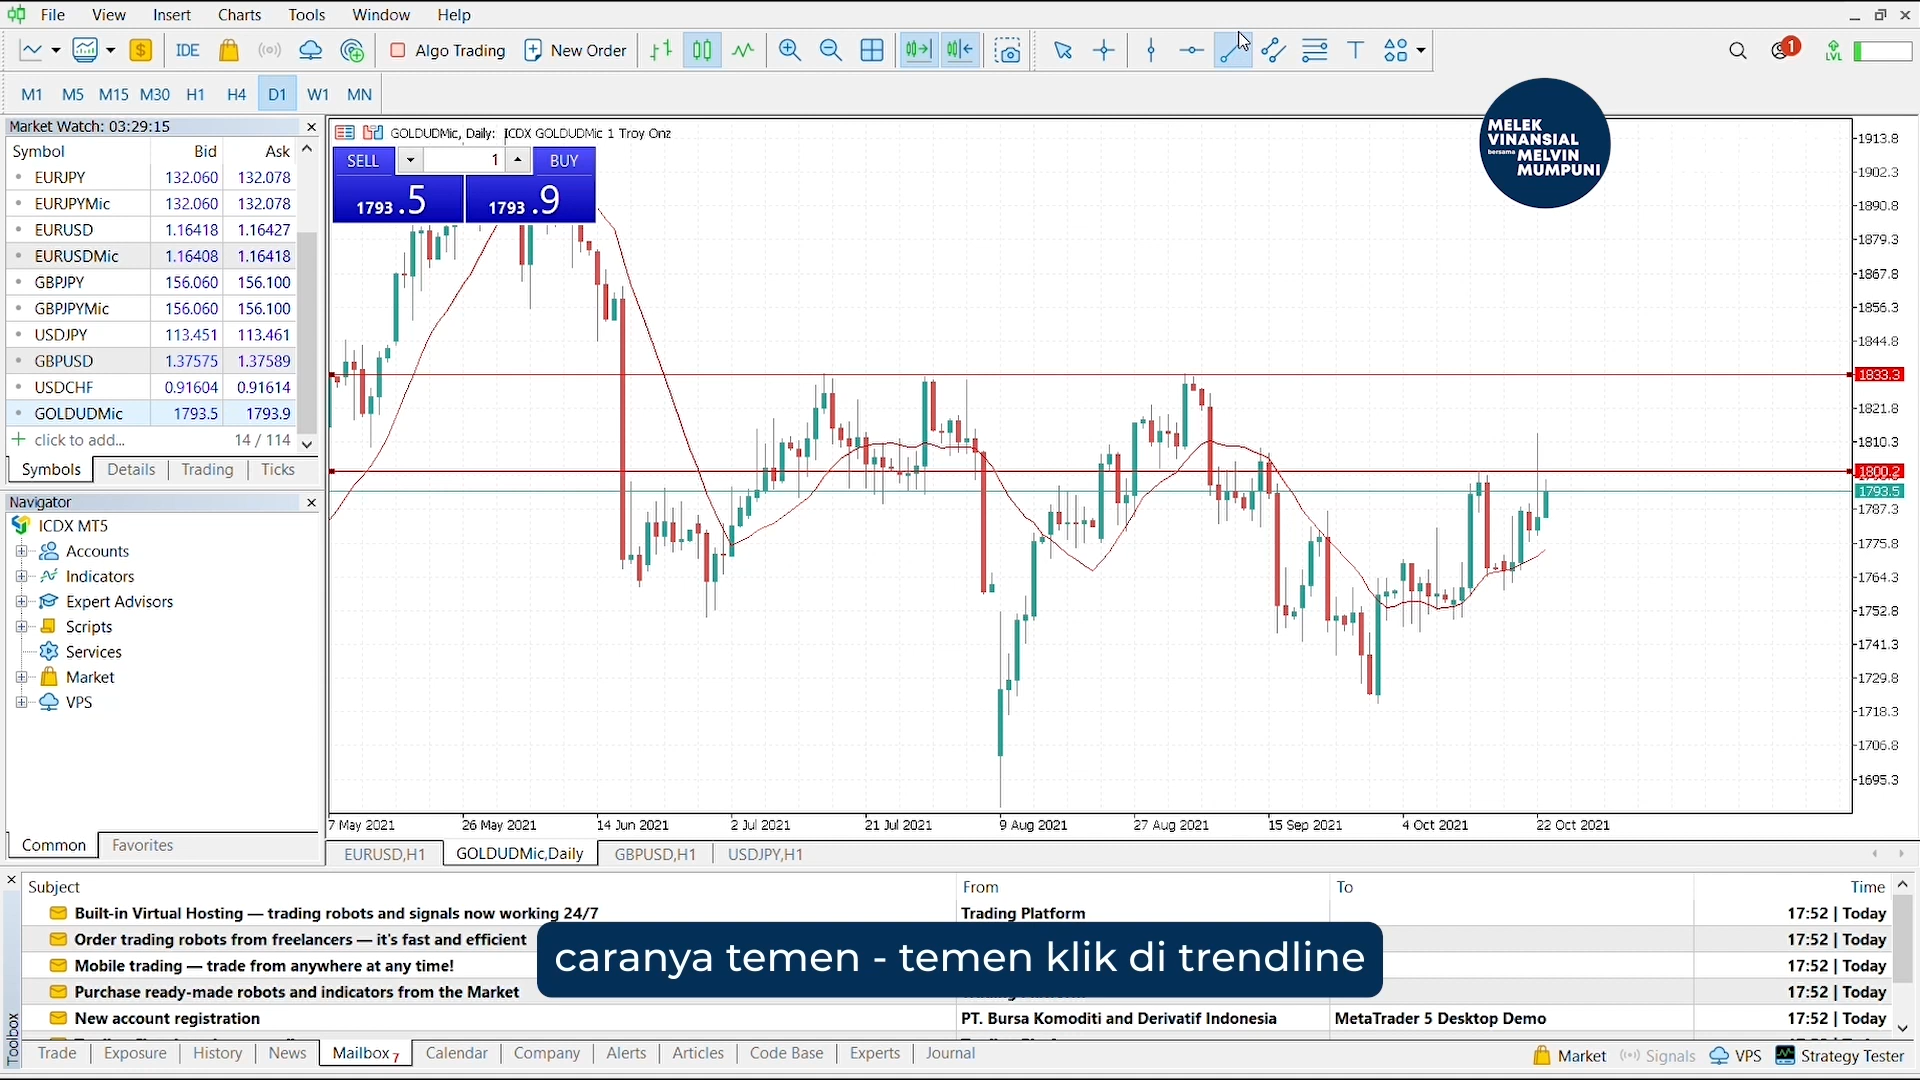 File View Insert Charts Tools Window Help
IDE Algo Trading New Order T 1 LVL
M1 M5 M15 M30 H1 H4 D1 W1 MN
Market Watch: 03:29:15
Symbol Bid Ask
EURJPY 132.060 132.078
EURJPYMic 132.060 132.078
EURUSD 1.16418 1.16427
EURUSDMic 1.16408 1.16418
GBPJPY 156.060 156.100
GBPJPYMic 156.060 156.100
USDJPY 113.451 113.461
GBPUSD 1.37575 1.37589
USDCHF 0.91604 0.91614
GOLDUDMic 1793.5 1793.9
click to add... 14 / 114
Symbols Details Trading Ticks
Navigator
ICDX MT5
Accounts
Indicators
Expert Advisors
Scripts
Services
Market
VPS
Common Favorites
GOLDUDMic, Daily: ICDX GOLDUDMic 1 Troy Onz
SELL 1 BUY
1793.5 1793.9
MELEK
VINANSIAL
bersama MELVIN
MUMPUNI
1913.8
1902.3
1890.8
1879.3
1867.8
1856.3
1844.8
1833.3
1821.8
1810.3
1800.2
1793.5
1787.3
1775.8
1764.3
1752.8
1741.3
1729.8
1718.3
1706.8
1695.3
7 May 2021 26 May 2021 14 Jun 2021 2 Jul 2021 21 Jul 2021 9 Aug 2021 27 Aug 2021 15 Sep 2021 4 Oct 2021 22 Oct 2021
EURUSD,H1 GOLDUDMic,Daily GBPUSD,H1 USDJPY,H1
Toolbox
Subject From To Time
Built-in Virtual Hosting — trading robots and signals now working 24/7 Trading Platform 17:52 | Today
Order trading robots from freelancers — it's fast and efficient 17:52 | Today
Mobile trading — trade from anywhere at any time! 17:52 | Today
Purchase ready-made robots and indicators from the Market 17:52 | Today
New account registration PT. Bursa Komoditi and Derivatif Indonesia MetaTrader 5 Desktop Demo 17:52 | Today
caranya temen - temen klik di trendline
Trade Exposure History News Mailbox 7 Calendar Company Alerts Articles Code Base Experts Journal Market Signals VPS Strategy Tester